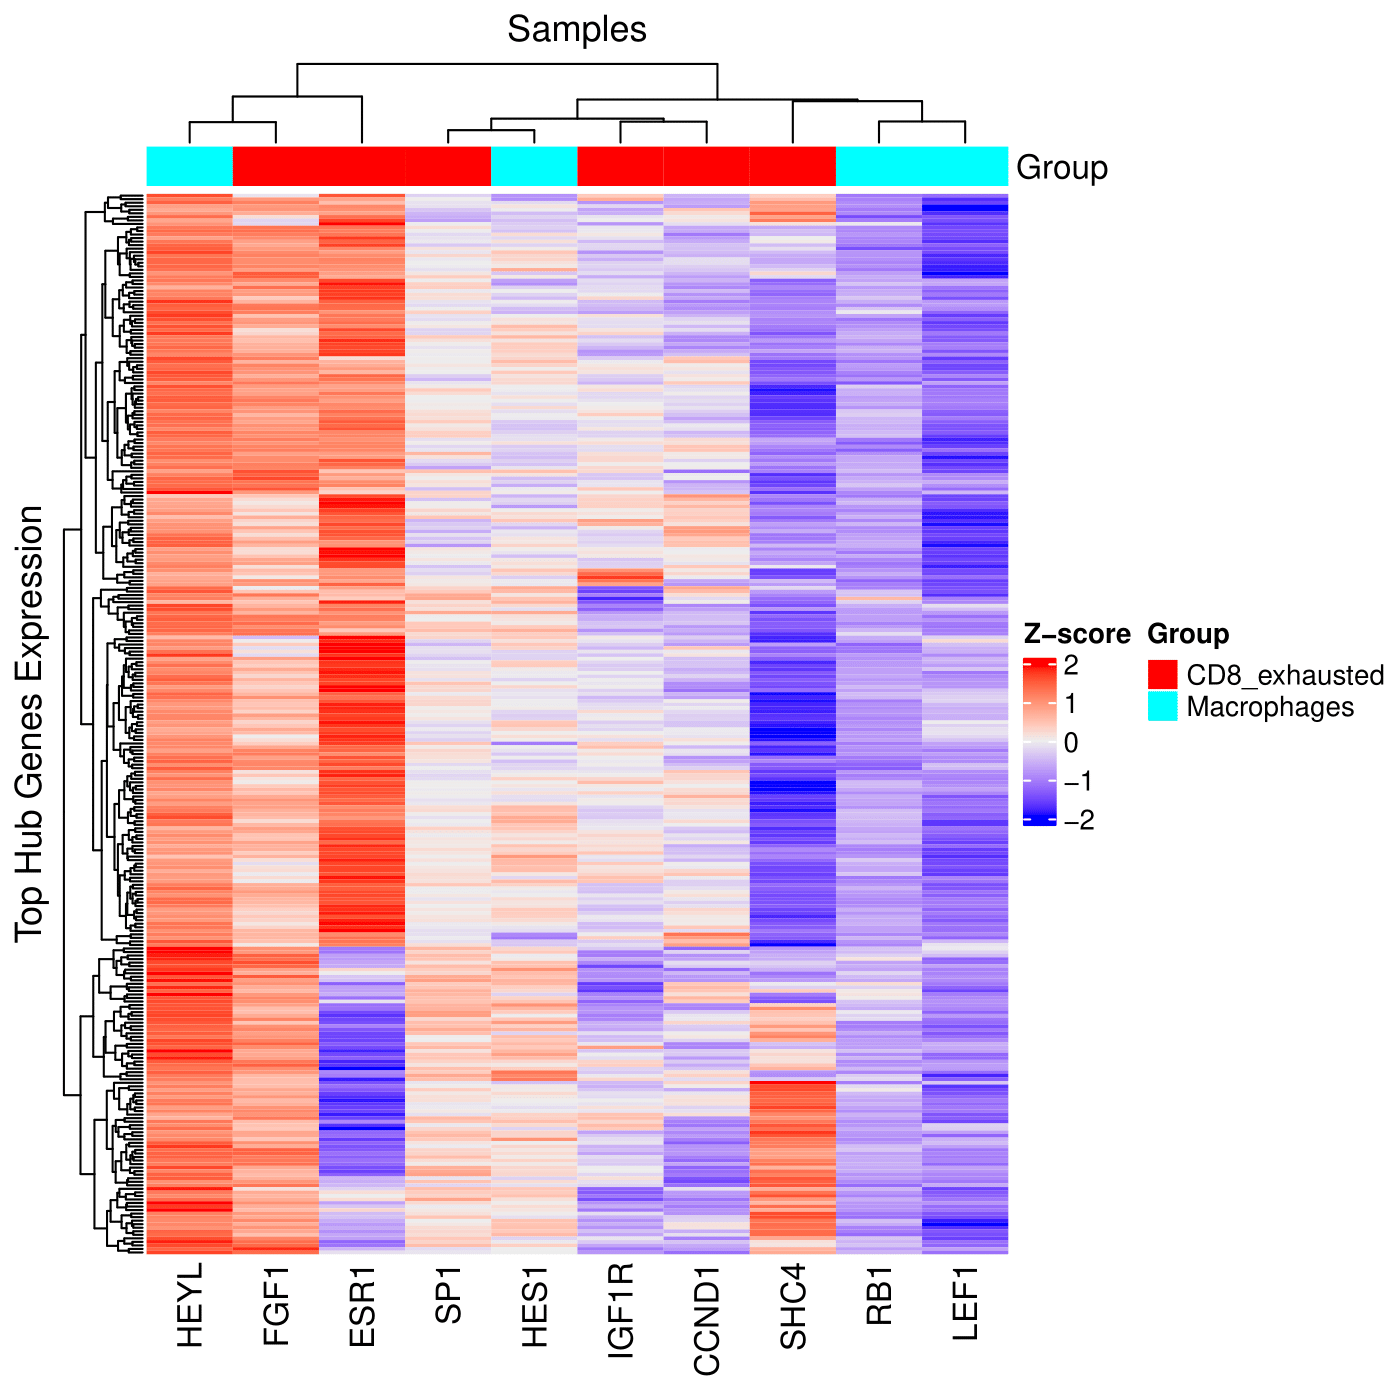 Samples
Group
Top Hub Genes Expression
Z−score
2
1
0
−1
−2
Group
CD8_exhausted
Macrophages
HEYL
FGF1
ESR1
SP1
HES1
IGF1R
CCND1
SHC4
RB1
LEF1